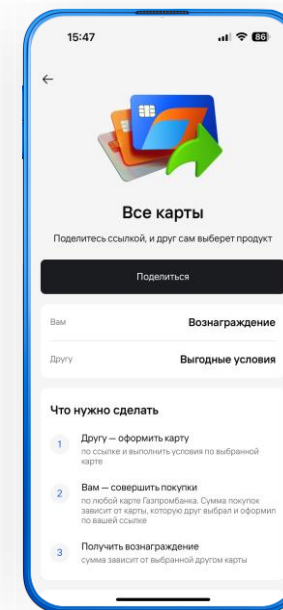 15:47
86
Все карты
Поделитесь ссылкой, и друг сам выберет продукт
Поделиться
Вам Вознаграждение
Другу Выгодные условия
Что нужно сделать
1 Другу — оформить карту
по ссылке и выполнить условия по выбранной
карте
2 Вам — совершить покупки
по любой карте Газпромбанка. Сумма покупок
зависит от карты, которую друг выбрал и оформил
по вашей ссылке
3 Получить вознаграждение
сумма зависит от выбранной другом карты